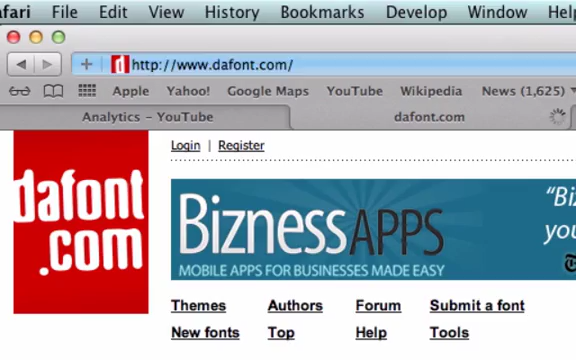 afari File Edit View History Bookmarks Develop Window Help
http://www.dafont.com/
Apple Yahoo! Google Maps YouTube Wikipedia News (1,625)
Analytics – YouTube
dafont.com
Login | Register
dafont
.com
BiznessAPPS
MOBILE APPS FOR BUSINESSES MADE EASY
“Biz
you
Themes Authors Forum Submit a font
New fonts Top Help Tools